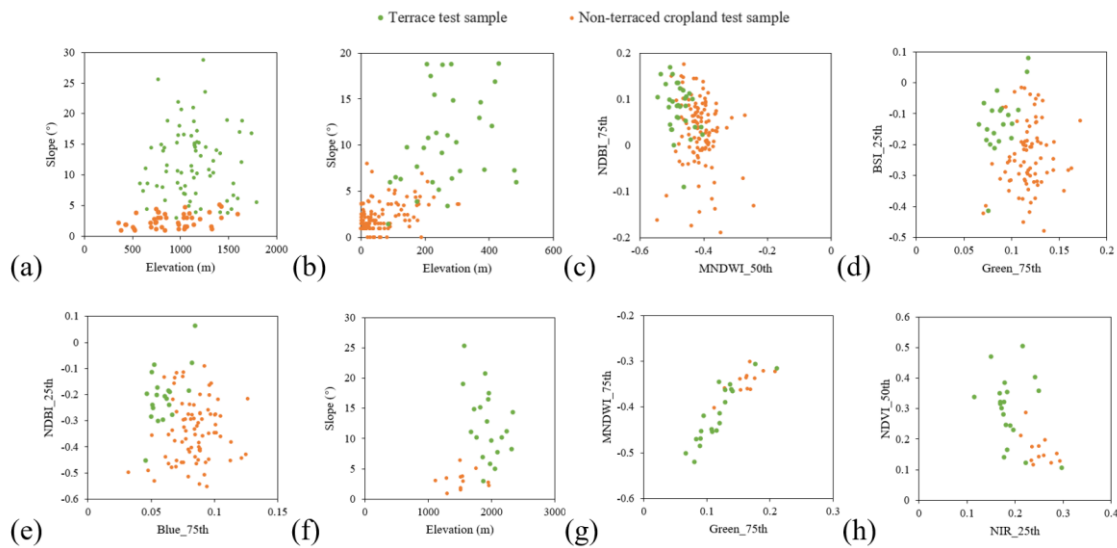 Terrace test sample
Non-terraced cropland test sample
30
25
20
15
10
5
0
0 500 1000 1500 2000
Slope (°)
Elevation (m)
(a)
20
15
10
5
0
0 200 400 600
Slope (°)
Elevation (m)
(b)
0.2
0.1
0
-0.1
-0.2
-0.6 -0.4 -0.2 0
NDBI_75th
MNDWI_50th
(c)
0.1
0
-0.1
-0.2
-0.3
-0.4
-0.5
0 0.05 0.1 0.15 0.2
BSI_25th
Green_75th
(d)
0.1
0
-0.1
-0.2
-0.3
-0.4
-0.5
-0.6
0 0.05 0.1 0.15
NDBI_25th
Blue_75th
(e)
30
25
20
15
10
5
0
0 1000 2000 3000
Slope (°)
Elevation (m)
(f)
-0.2
-0.3
-0.4
-0.5
-0.6
0 0.1 0.2 0.3
MNDWI_75th
Green_75th
(g)
0.6
0.5
0.4
0.3
0.2
0.1
0
0 0.1 0.2 0.3 0.4
NDVI_50th
NIR_25th
(h)